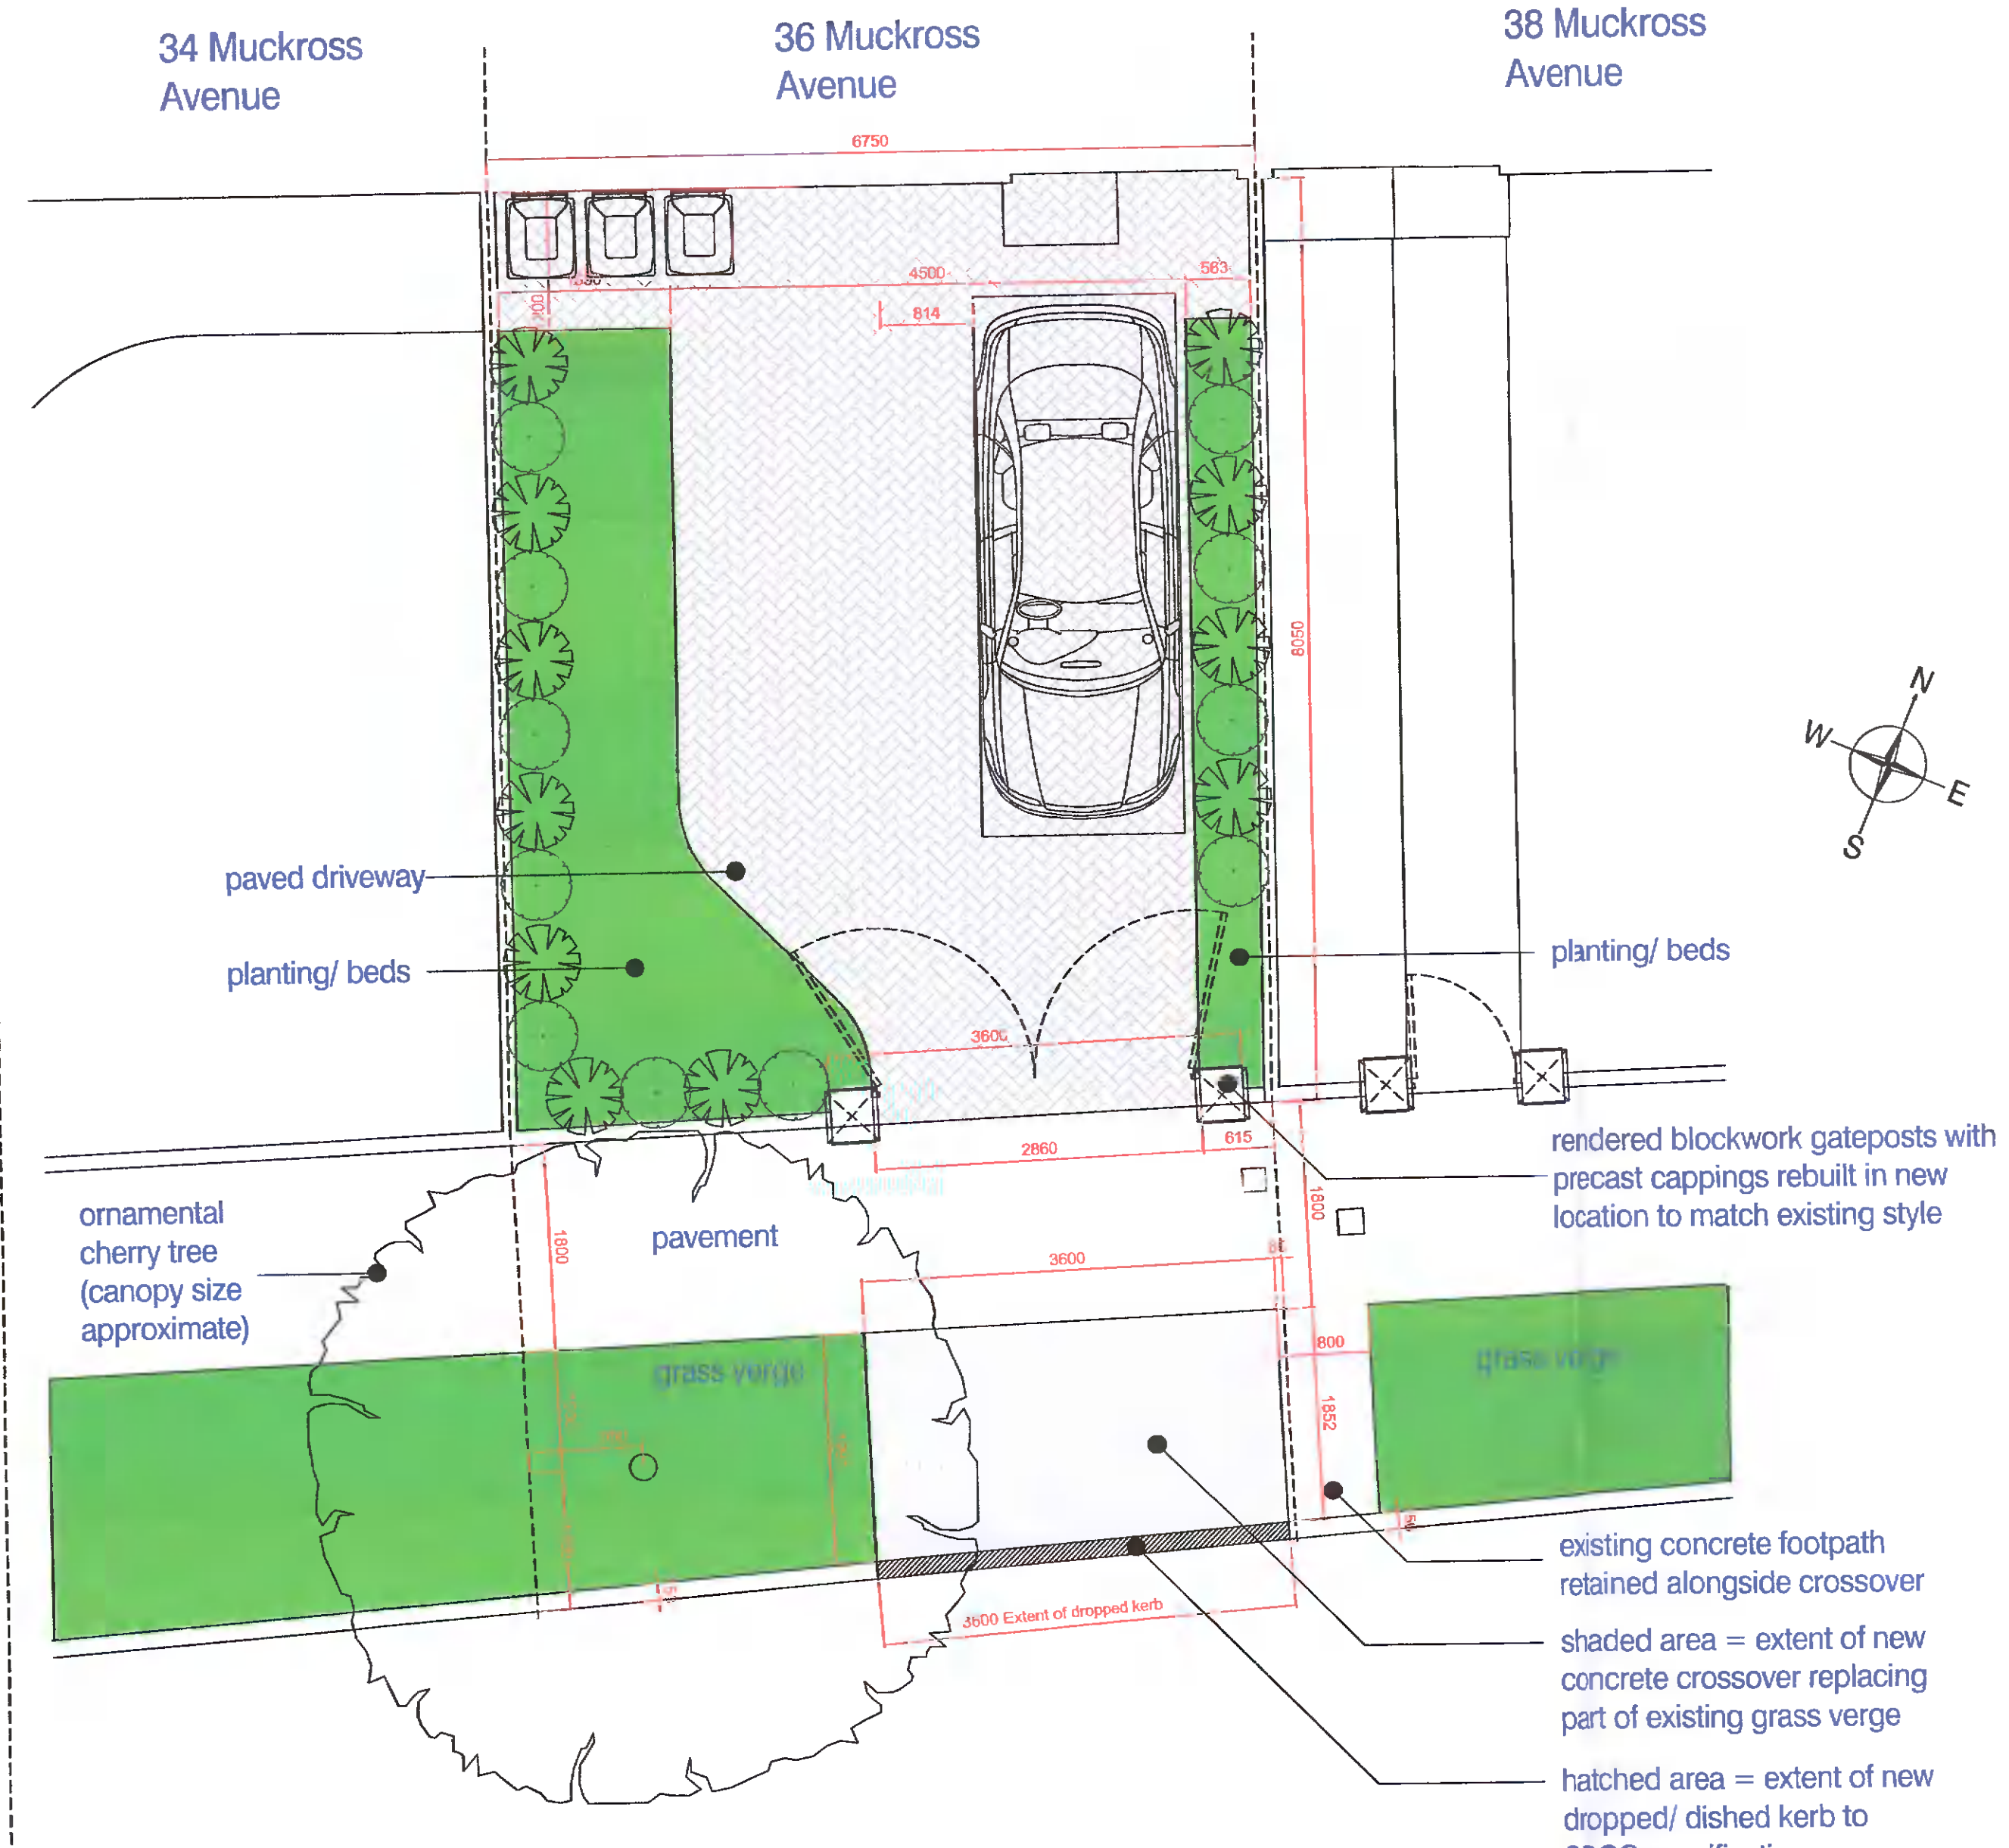 34 Muckross
Avenue
36 Muckross
Avenue
38 Muckross
Avenue
6750
4500
563
814
8050
N
W
E
S
paved driveway
planting/ beds
planting/ beds
3600
2860
615
rendered blockwork gateposts with
precast cappings rebuilt in new
location to match existing style
ornamental
cherry tree
(canopy size
approximate)
pavement
1800
1800
3600
800
1852
grass verge
grass verge
existing concrete footpath
retained alongside crossover
3600 Extent of dropped kerb
shaded area = extent of new
concrete crossover replacing
part of existing grass verge
hatched area = extent of new
dropped/ dished kerb to